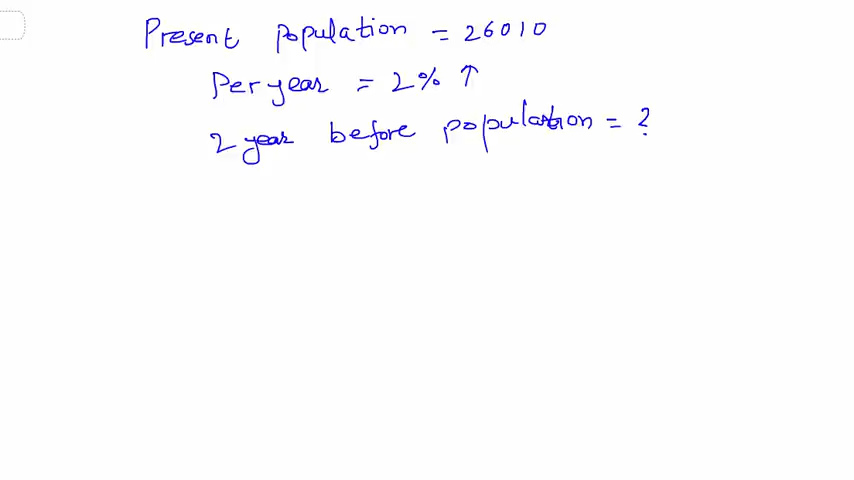 Present population = 26010
Per year = 2% ↑
2 year before population = ?